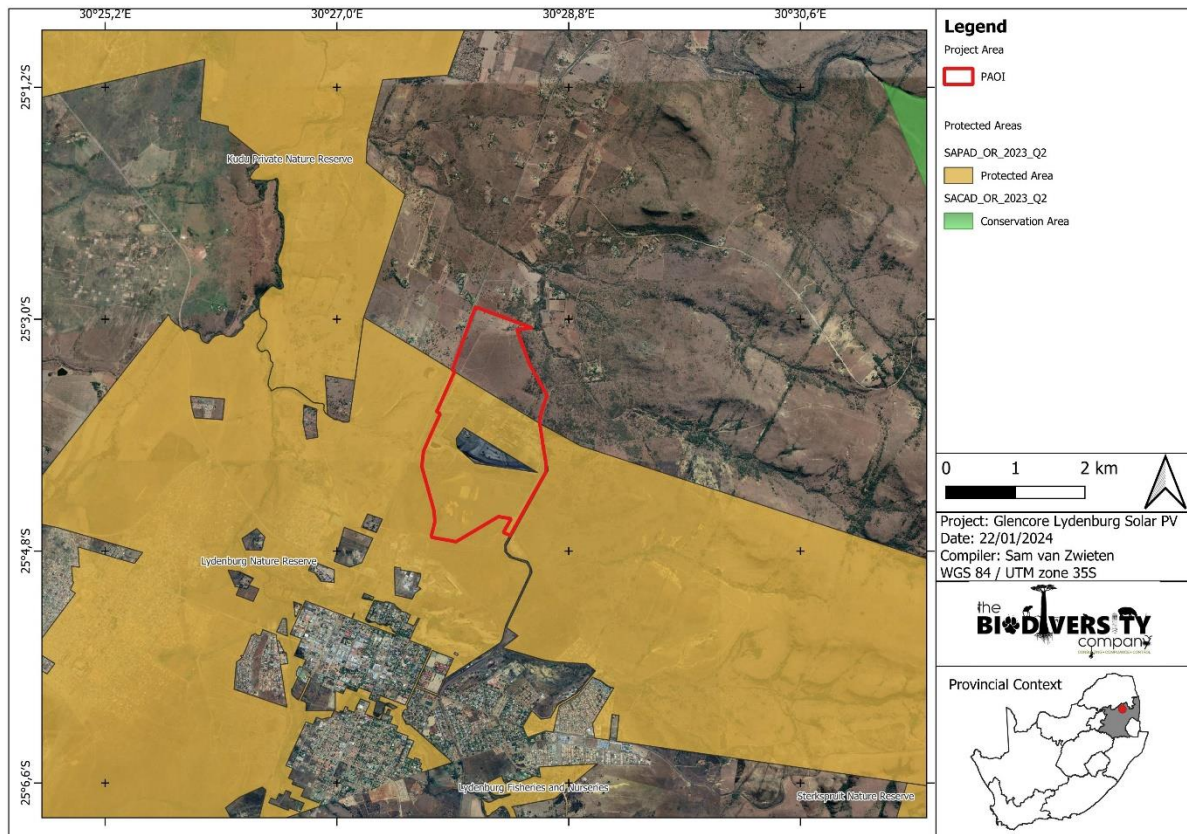 30°25,2'E
30°27,0'E
30°28,8'E
30°30,6'E
25°1,2'S
25°3,0'S
25°4,8'S
25°6,6'S
Kudu Private Nature Reserve
Lydenburg Nature Reserve
Lydenburg Fisheries and Nurseries
Sterkspruit Nature Reserve
Legend
Project Area
PAOI
Protected Areas
SAPAD_OR_2023_Q2
Protected Area
SACAD_OR_2023_Q2
Conservation Area
0 1 2 km
Project: Glencore Lydenburg Solar PV
Date: 22/01/2024
Compiler: Sam van Zwieten
WGS 84 / UTM zone 35S
the
BIODIVERSITY
company
Provincial Context